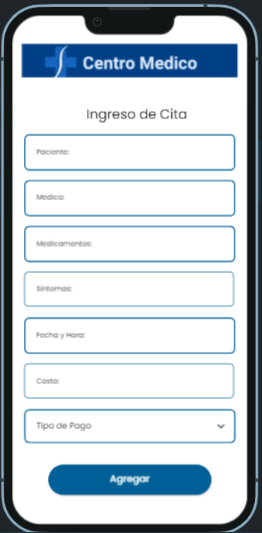 Centro Medico
Ingreso de Cita
Paciente:
Medico:
Medicamentos:
Sintomas:
Fecha y Hora:
Costo:
Tipo de Pago
Agregar